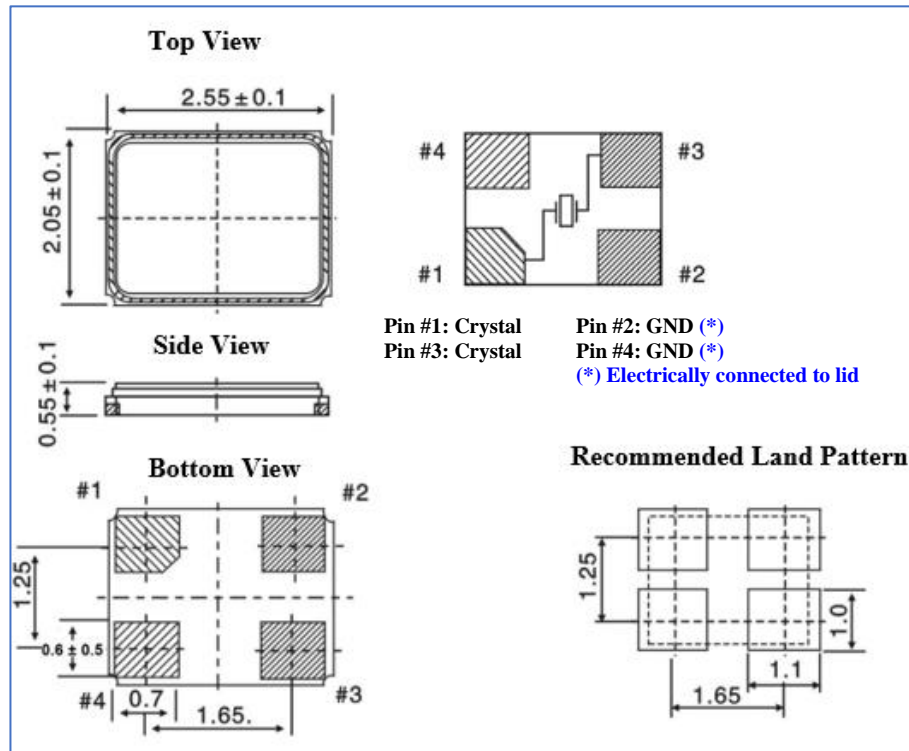 Top View
2.55±0.1
2.05±0.1
#4
#3
#1
#2
Pin #1: Crystal Pin #2: GND (*)
Pin #3: Crystal Pin #4: GND (*)
(*) Electrically connected to lid
Side View
0.55±0.1
Bottom View
#1
#2
1.25
0.6 ± 0.5
#4
0.7
1.65.
#3
Recommended Land Pattern
1.25
1.0
1.1
1.65